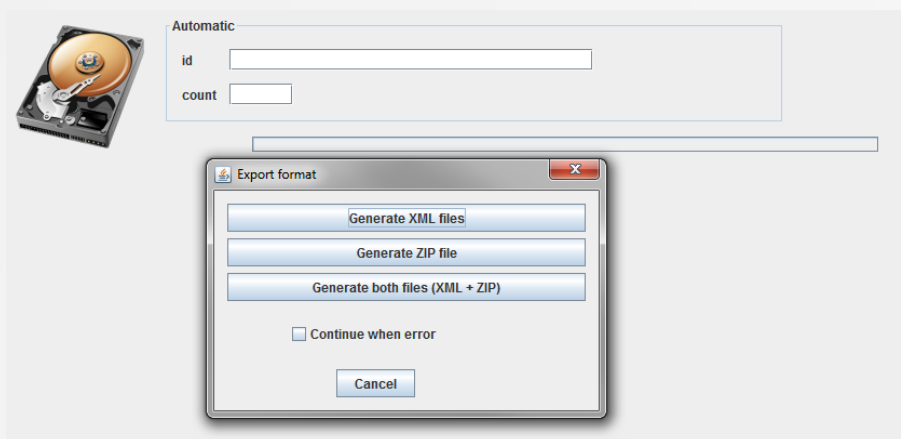 Automatic
id
count
Export format
Generate XML files
Generate ZIP file
Generate both files (XML + ZIP)
Continue when error
Cancel